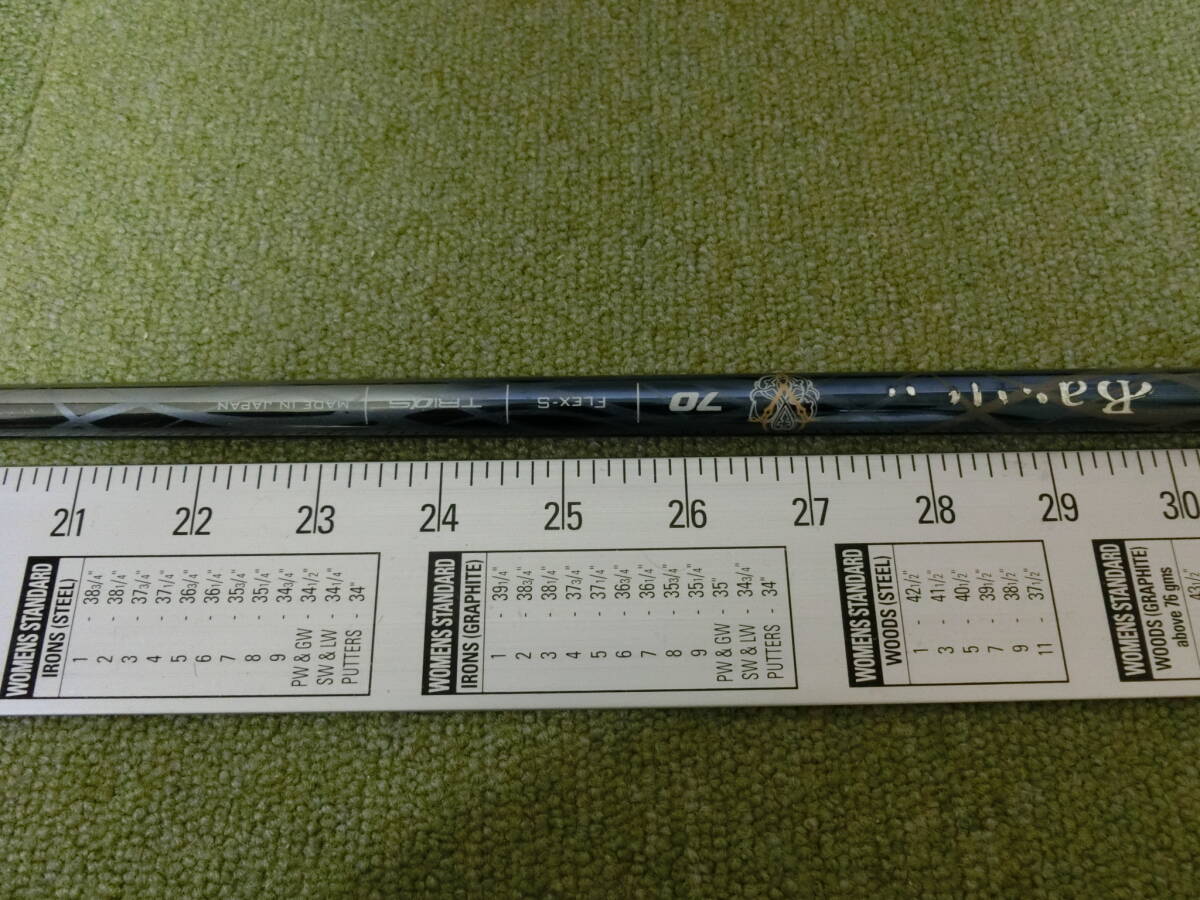 70
FLEX-S
TRIOS
MADE IN JAPAN
21 22 23 24 25 26 27 28 29 30
WOMENS STANDARD
IRONS (STEEL)
1 - 38 3/4"
2 - 38 1/4"
3 - 37 3/4"
4 - 37 1/4"
5 - 36 3/4"
6 - 36 1/4"
7 - 35 3/4"
8 - 35 1/4"
9 - 34 3/4"
PW & GW - 34 1/2"
SW & LW - 34 1/4"
PUTTERS - 34"
WOMENS STANDARD
IRONS (GRAPHITE)
1 - 39 1/4"
2 - 38 3/4"
3 - 38 1/4"
4 - 37 3/4"
5 - 37 1/4"
6 - 36 3/4"
7 - 36 1/4"
8 - 35 3/4"
9 - 35 1/4"
PW & GW - 35"
SW & LW - 34 3/4"
PUTTERS - 34"
WOMENS STANDARD
WOODS (STEEL)
1 - 42 1/2"
3 - 41 1/2"
5 - 40 1/2"
7 - 39 1/2"
9 - 38 1/2"
11 - 37 1/2"
WOMENS STANDARD
WOODS (GRAPHITE)
above 76 gms